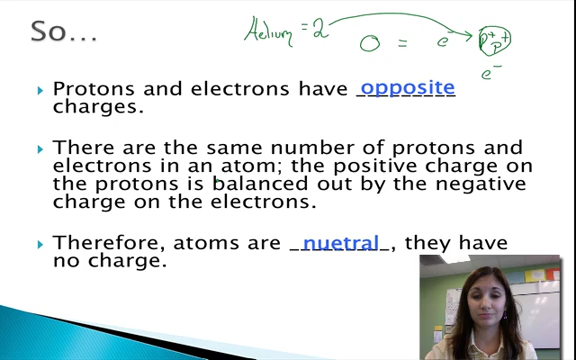 So...
Helium = 2
O = e⁻ p⁺ p⁺
e⁻
Protons and electrons have opposite
charges.
There are the same number of protons and
electrons in an atom; the positive charge on
the protons is balanced out by the negative
charge on the electrons.
Therefore, atoms are _nuetral_, they have
no charge.